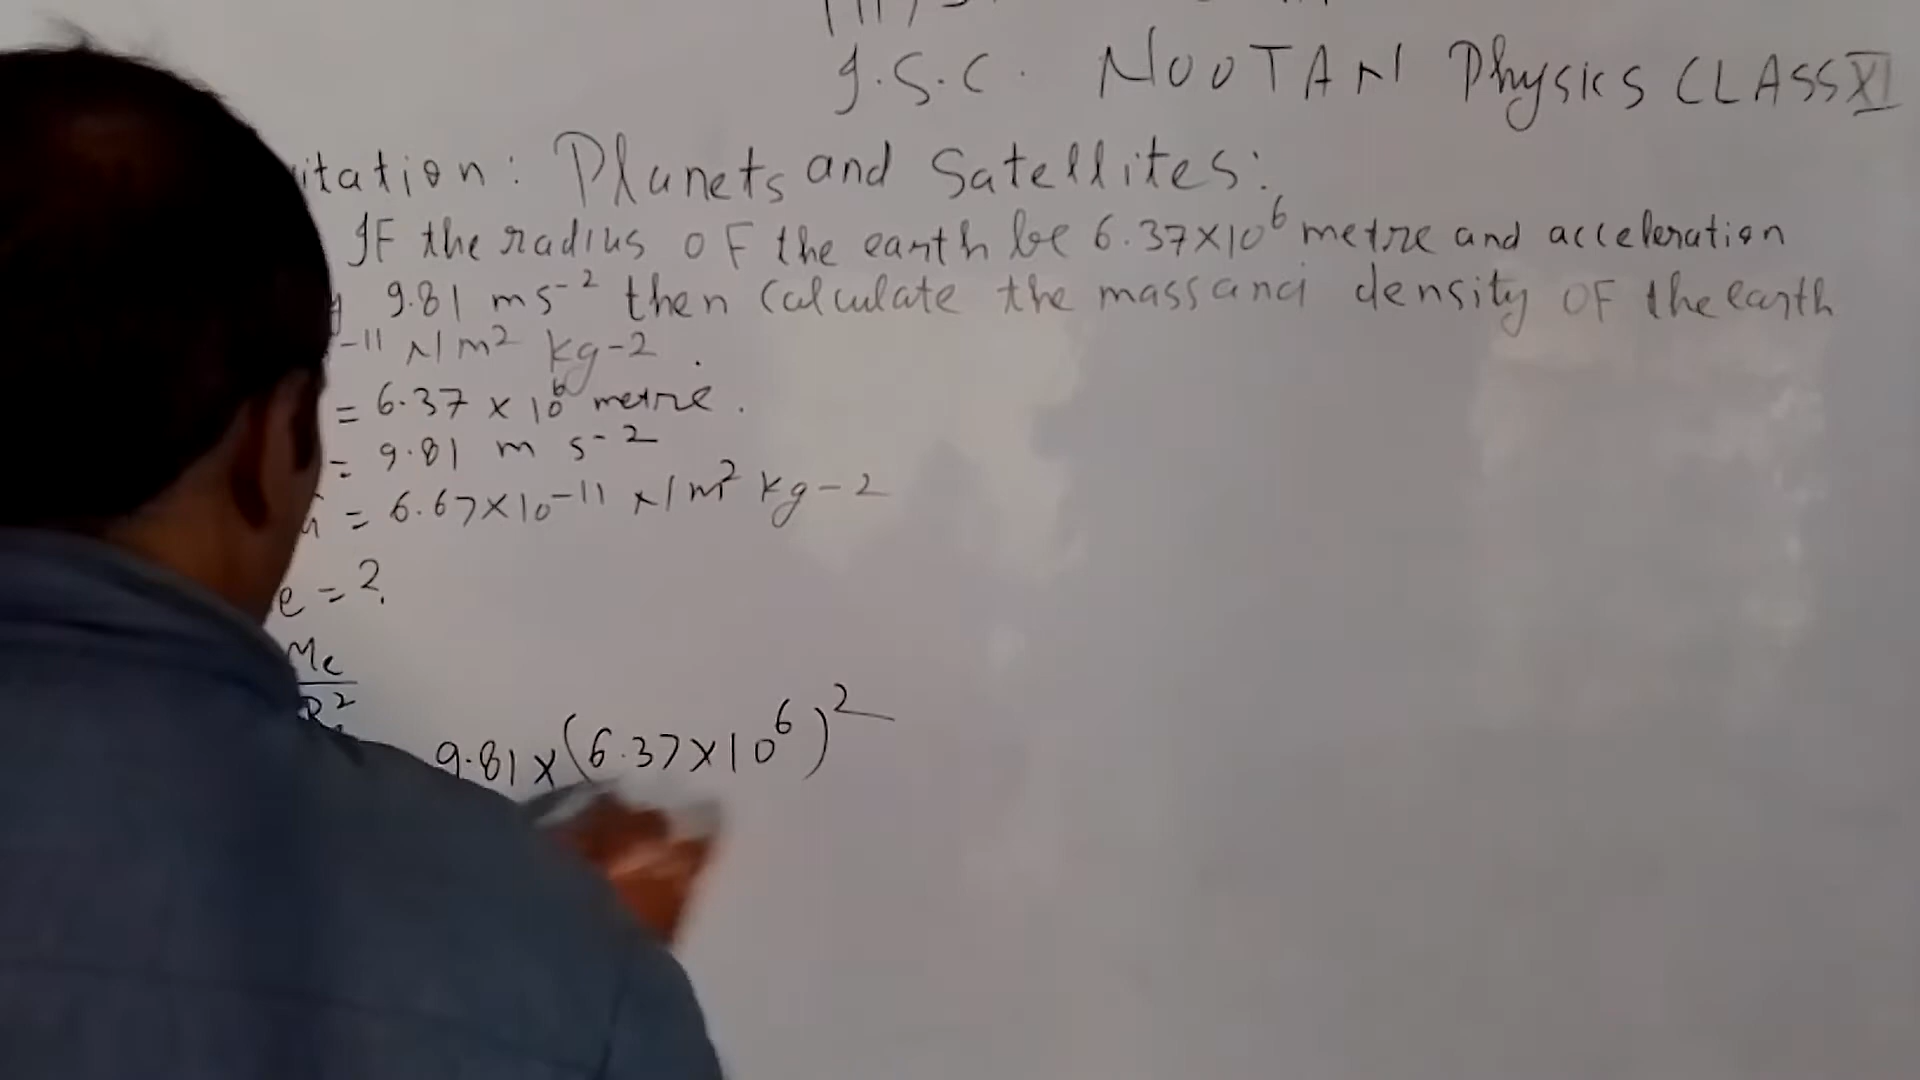 I.S.C. NOOTAN Physics CLASS XI
itation: Planets and Satellites:
IF the radius OF the earth be 6.37×10⁶ metre and acceleration
9.81 ms⁻² then Calculate the mass and density OF the earth
-11 N m² kg-2.
= 6.37 × 10⁶ metre.
= 9.81 m s-2
G = 6.67×10⁻¹¹ N m² kg-2
e = ?
Me
R²
9.81×(6.37×10⁶)²